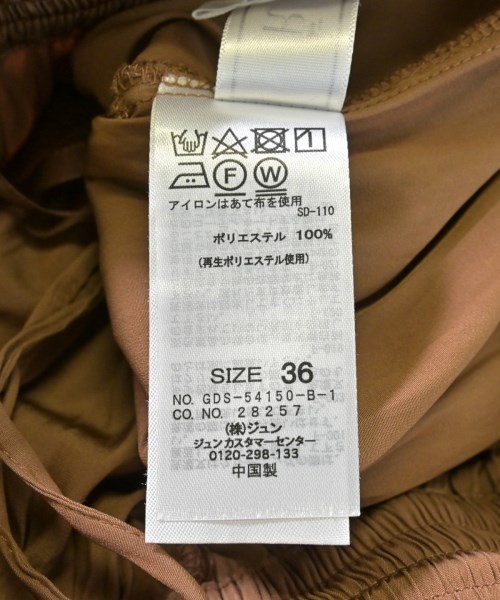 F W
アイロンはあて布を使用
SD-110
ポリエステル 100%
(再生ポリエステル使用)
SIZE 36
NO. GDS-54150-B-1
CO. NO. 28257
(株)ジュン
ジュンカスタマーセンター
0120-298-133
中国製